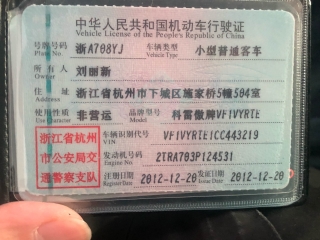 中华人民共和国机动车行驶证
Vehicle License of the People's Republic of China
号牌号码 浙A708YJ 车辆类型 小型普通客车
Plate No. Vehicle Type
所有人 刘丽新
Owner
住址 浙江省杭州市下城区施家桥5幢504室
Address
使用性质 非营运 品牌型号 科雷傲牌VF1VYRTE
Use Character Model
浙江省杭州
市公安局交
通警察支队
车辆识别代号 VF1VYRTE1CC443219
VIN
发动机号码 2TRA703P124531
Engine No.
注册日期 2012-12-20 发证日期 2012-12-20
Register Date Issue Date